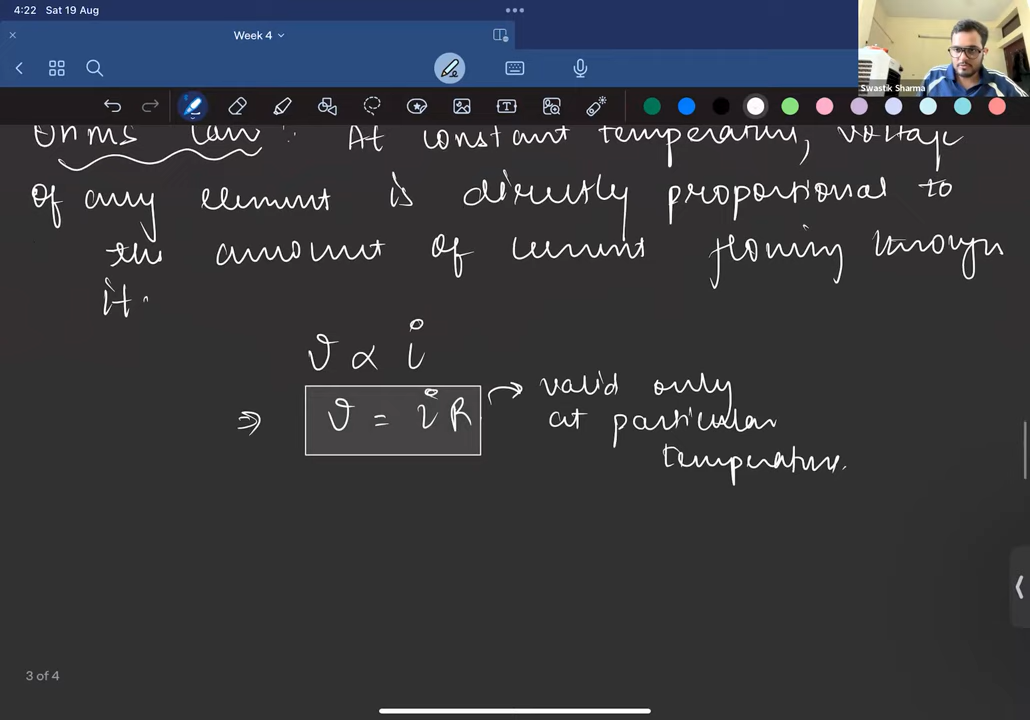 4:22 Sat 19 Aug
Week 4
Swastik Sharma
Ohms Law : At constant temperature, voltage
of any element is directly proportional to
the amount of current flowing through
it.
v ∝ i
⇒ v = i R → valid only
at particular
temperature.
3 of 4